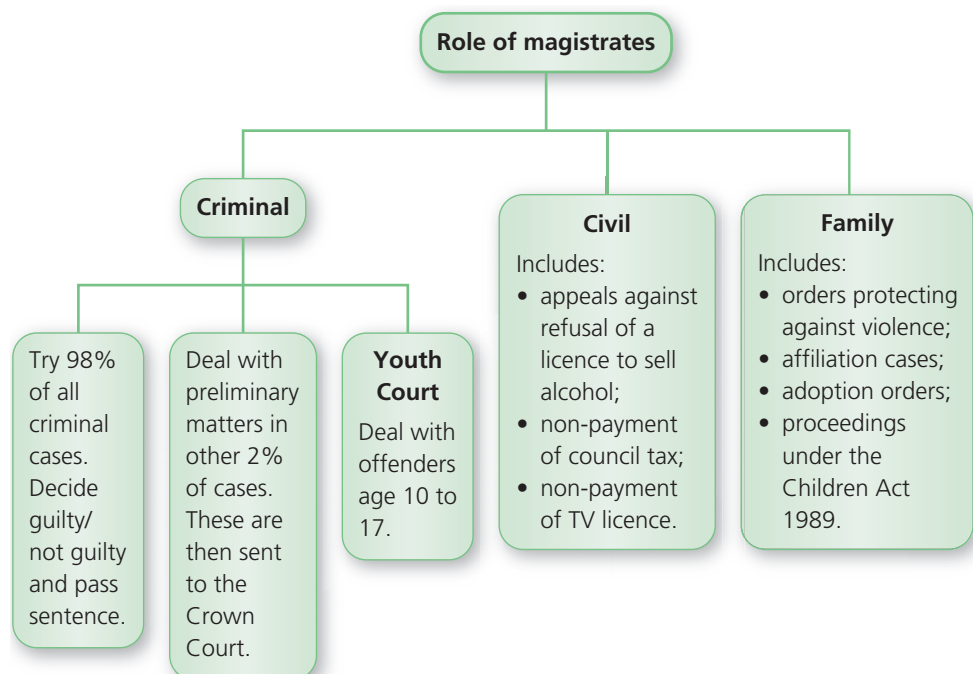 Role of magistrates
Criminal
Try 98%
of all
criminal
cases.
Decide
guilty/
not guilty
and pass
sentence.
Deal with
preliminary
matters in
other 2%
of cases.
These are
then sent
to the
Crown
Court.
Youth
Court
Deal with
offenders
age 10 to
17.
Civil
Includes:
• appeals against
refusal of a
licence to sell
alcohol;
• non-payment
of council tax;
• non-payment
of TV licence.
Family
Includes:
• orders protecting
against violence;
• affiliation cases;
• adoption orders;
• proceedings
under the
Children Act
1989.